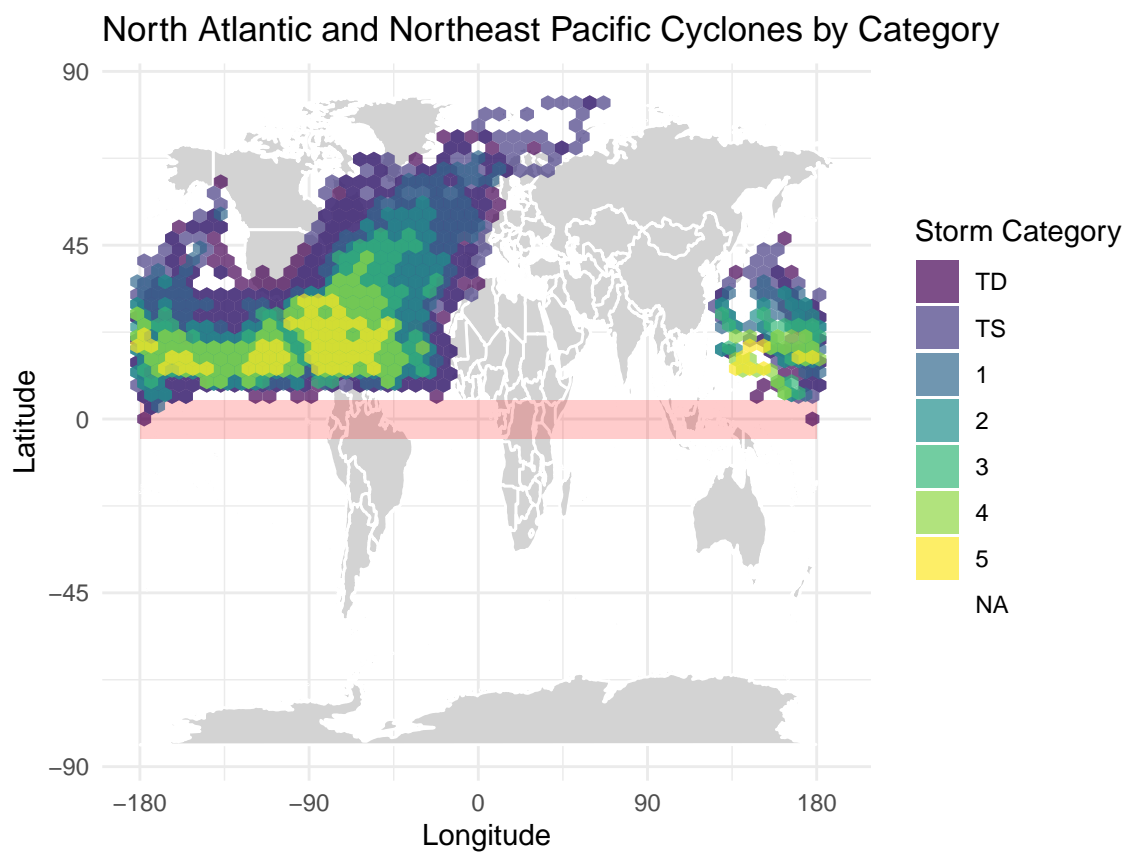 North Atlantic and Northeast Pacific Cyclones by Category
90
45
0
−45
−90
Latitude
−180
−90
0
90
180
Longitude
Storm Category
TD
TS
1
2
3
4
5
NA